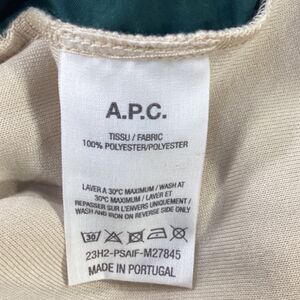 A.P.C.
TISSU / FABRIC
100% POLYESTER/POLYESTER
LAVER A 30°C MAXIMUM / WASH AT
30°C MAXIMUM / LAVER ET
REPASSER SUR L'ENVERS UNIQUEMENT /
WASH AND IRON ON REVERSE SIDE ONLY
30
23H2-PSAIF-M27845
MADE IN PORTUGAL